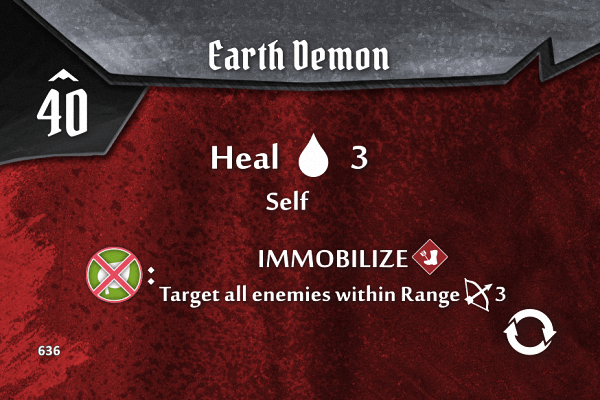 Earth Demon
40
Heal 3
Self
IMMOBILIZE
:
Target all enemies within Range 3
636